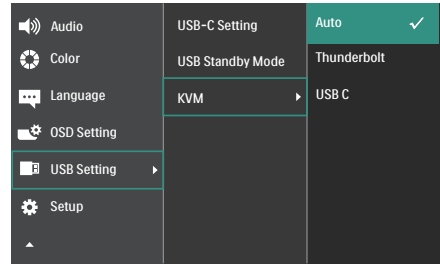 Audio
Color
Language
OSD Setting
USB Setting
Setup
USB-C Setting
USB Standby Mode
KVM
Auto
Thunderbolt
USB C